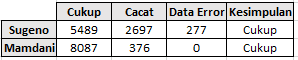 Cukup Cacat Data Error Kesimpulan
Sugeno 5489 2697 277 Cukup
Mamdani 8087 376 0 Cukup